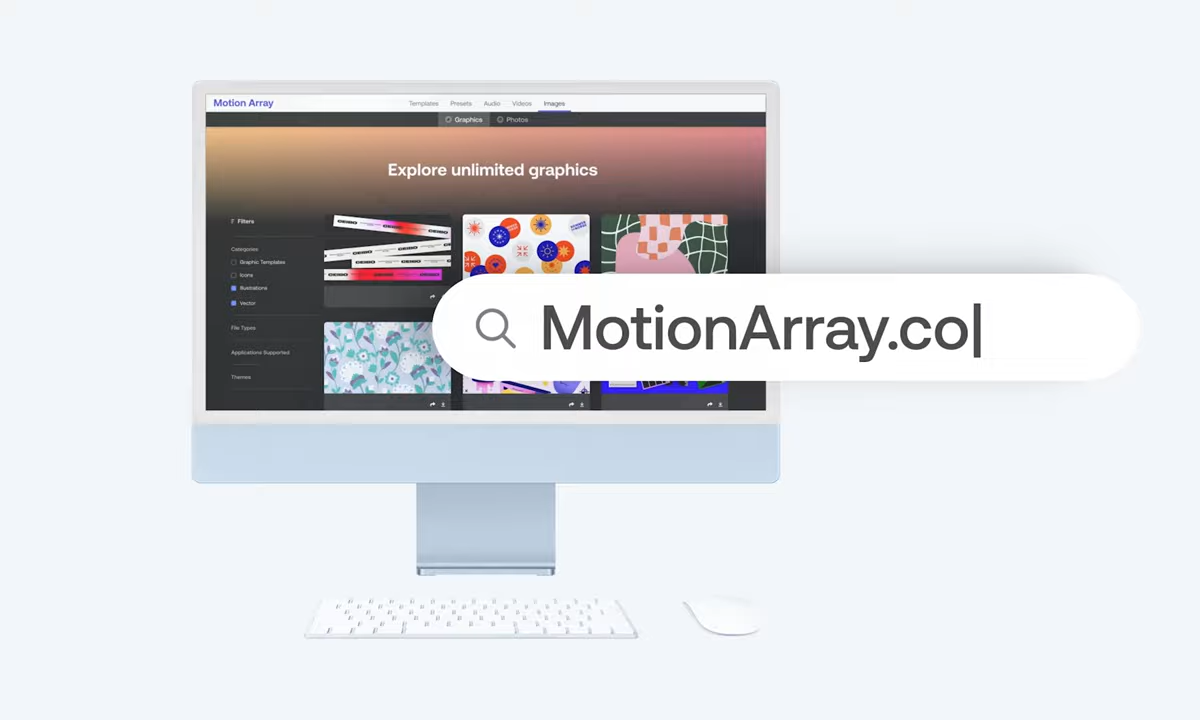 Motion Array
Templates Presets Audio Videos Images
Graphics Photos
Explore unlimited graphics
Filters
Categories
Graphic Templates
Icons
Illustrations
Vector
File Types
Applications Supported
Themes
CEIBO
MotionArray.co